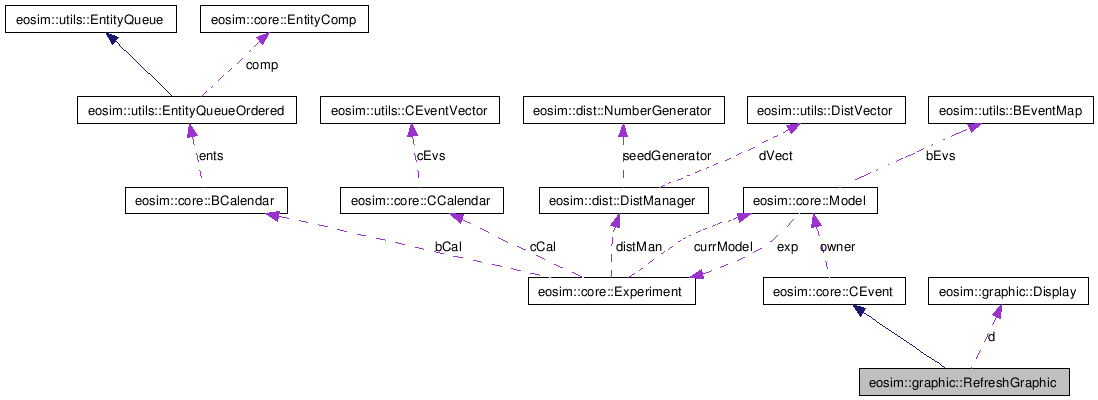 eosim::utils::EntityQueue
eosim::core::EntityComp
comp
eosim::utils::EntityQueueOrdered
eosim::utils::CEventVector
eosim::dist::NumberGenerator
eosim::utils::DistVector
eosim::utils::BEventMap
ents
cEvs
seedGenerator
dVect
bEvs
eosim::core::BCalendar
eosim::core::CCalendar
eosim::dist::DistManager
eosim::core::Model
bCal
cCal
distMan
currModel
exp
owner
eosim::core::Experiment
eosim::core::CEvent
eosim::graphic::Display
d
eosim::graphic::RefreshGraphic